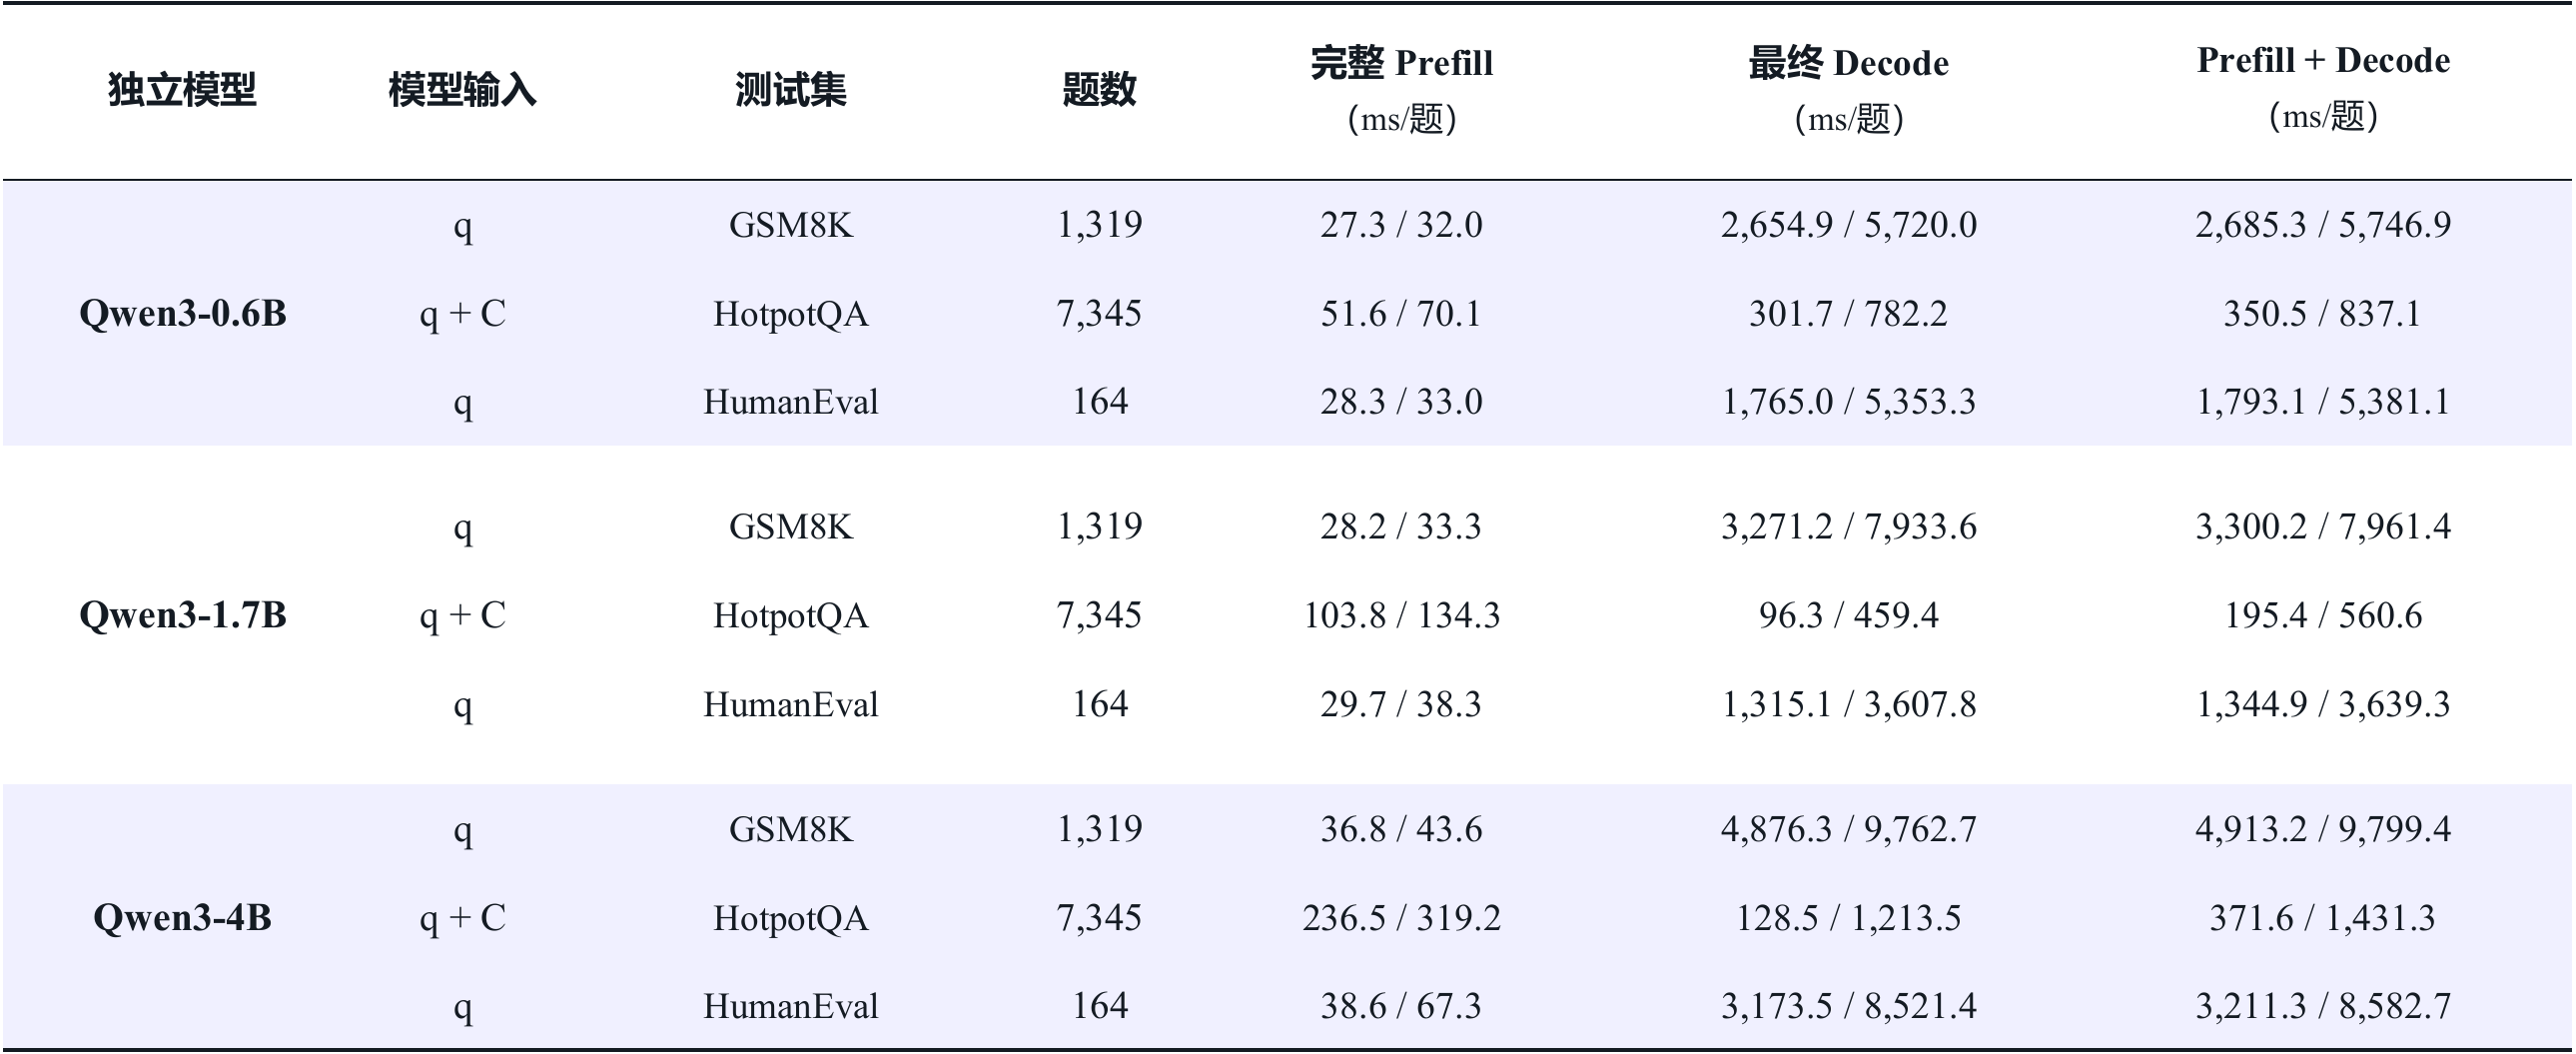 独立模型 模型输入 测试集 题数 完整 Prefill（ms/题） 最终 Decode（ms/题） Prefill + Decode（ms/题）
q GSM8K 1,319 27.3 / 32.0 2,654.9 / 5,720.0 2,685.3 / 5,746.9
Qwen3-0.6B q + C HotpotQA 7,345 51.6 / 70.1 301.7 / 782.2 350.5 / 837.1
q HumanEval 164 28.3 / 33.0 1,765.0 / 5,353.3 1,793.1 / 5,381.1
q GSM8K 1,319 28.2 / 33.3 3,271.2 / 7,933.6 3,300.2 / 7,961.4
Qwen3-1.7B q + C HotpotQA 7,345 103.8 / 134.3 96.3 / 459.4 195.4 / 560.6
q HumanEval 164 29.7 / 38.3 1,315.1 / 3,607.8 1,344.9 / 3,639.3
q GSM8K 1,319 36.8 / 43.6 4,876.3 / 9,762.7 4,913.2 / 9,799.4
Qwen3-4B q + C HotpotQA 7,345 236.5 / 319.2 128.5 / 1,213.5 371.6 / 1,431.3
q HumanEval 164 38.6 / 67.3 3,173.5 / 8,521.4 3,211.3 / 8,582.7